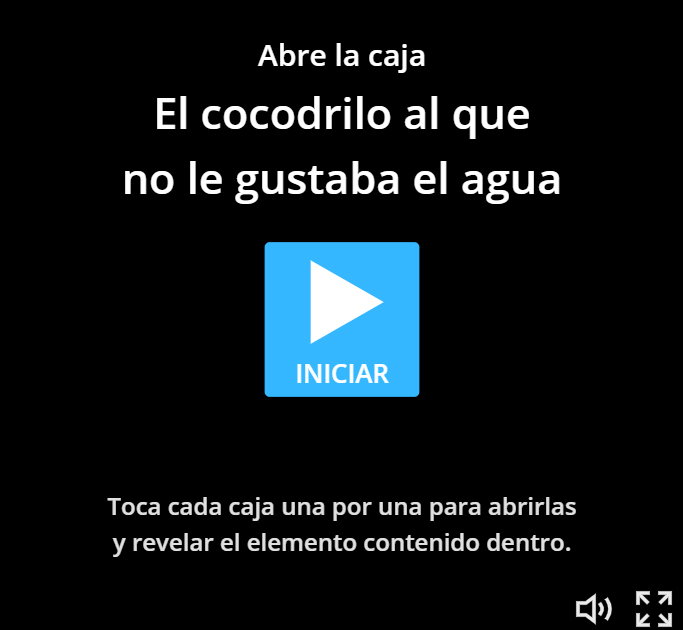 Abre la caja
El cocodrilo al que
no le gustaba el agua
INICIAR
Toca cada caja una por una para abrirlas
y revelar el elemento contenido dentro.